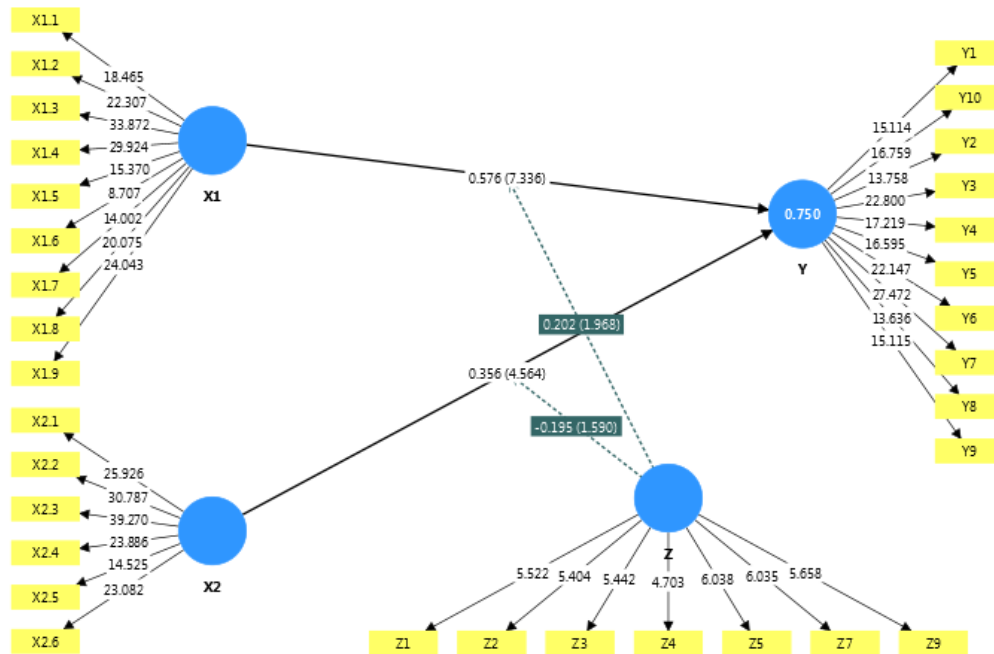 X1.1
X1.2
X1.3
X1.4
X1.5
X1.6
X1.7
X1.8
X1.9
18.465
22.307
33.872
29.924
15.370
8.707
14.002
20.075
24.043
X1
0.576 (7.336)
0.750
Y
Y1
Y10
Y2
Y3
Y4
Y5
Y6
Y7
Y8
Y9
15.114
16.759
13.758
22.800
17.219
16.595
22.147
27.472
13.636
15.115
0.202 (1.968)
0.356 (4.564)
-0.195 (1.590)
X2.1
X2.2
X2.3
X2.4
X2.5
X2.6
25.926
30.787
39.270
23.886
14.525
23.082
X2
Z
5.522
5.404
5.442
4.703
6.038
6.035
5.658
Z1
Z2
Z3
Z4
Z5
Z7
Z9